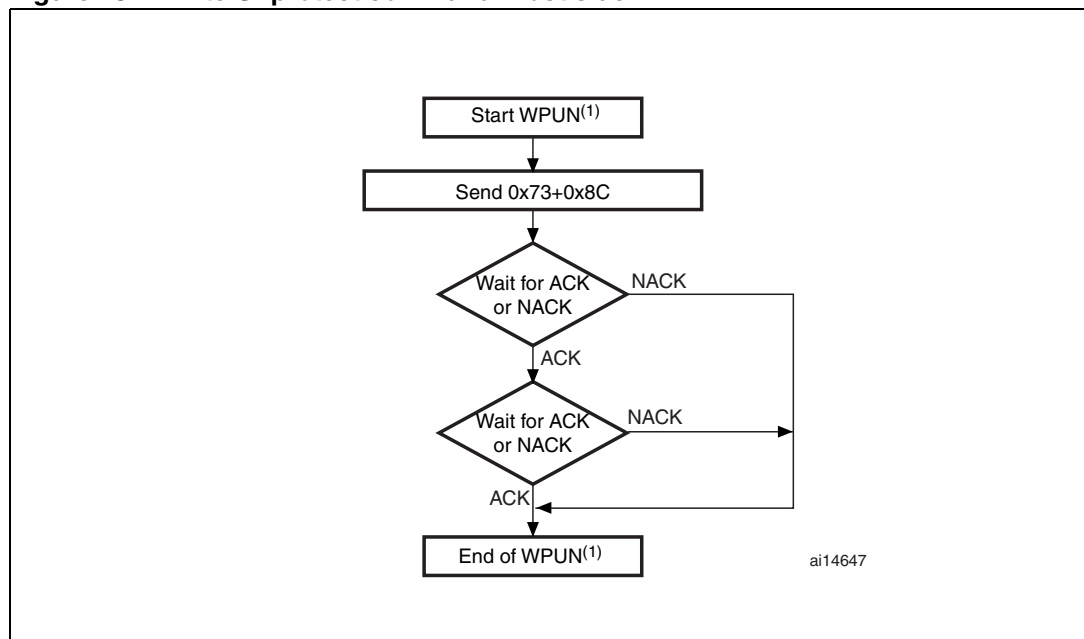 Start WPUN(1)
Send 0x73+0x8C
Wait for ACK
or NACK
NACK
ACK
Wait for ACK
or NACK
NACK
ACK
End of WPUN(1)
ai14647